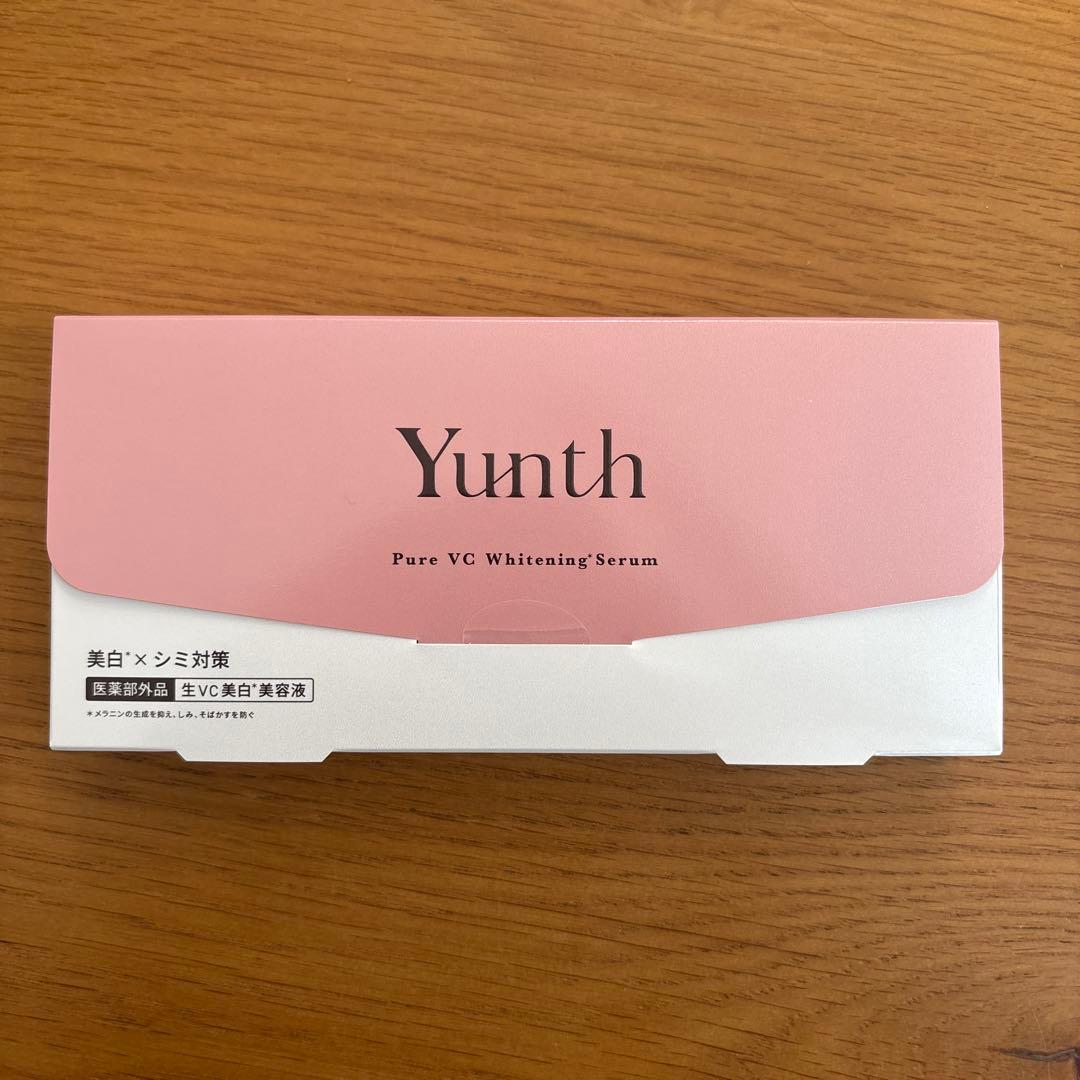 Yunth
Pure VC Whitening*Serum
美白*×シミ対策
医薬部外品 生VC美白*美容液
*メラニンの生成を抑え、しみ、そばかすを防ぐ